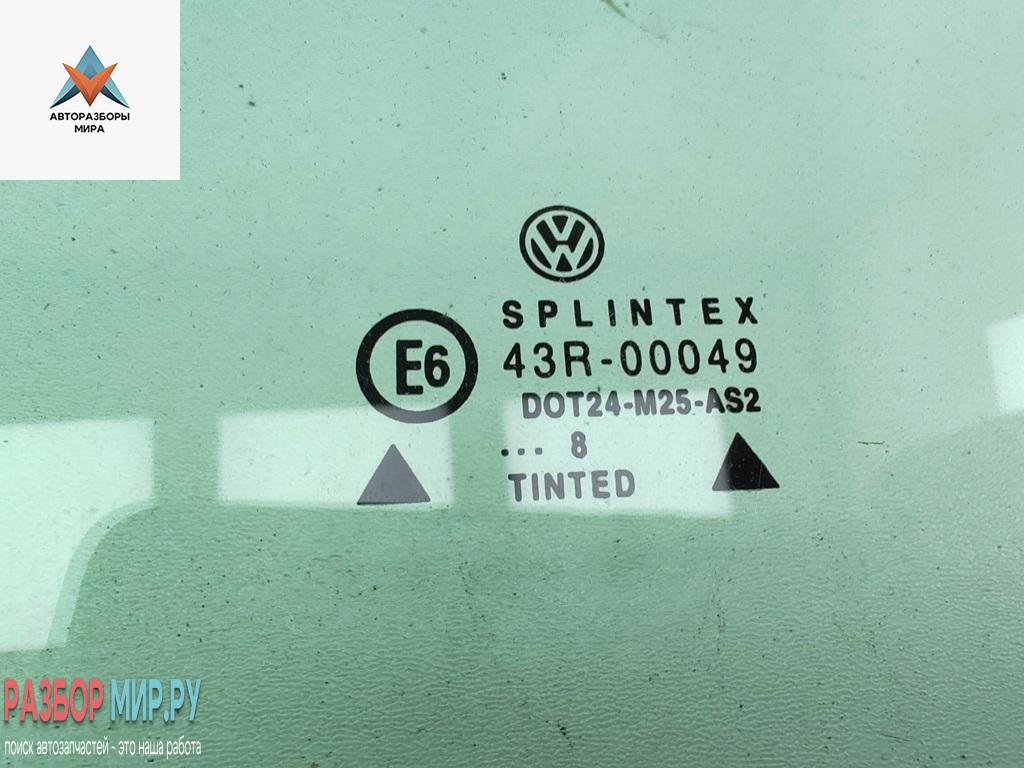 АВТОРАЗБОРЫ
МИРА
SPLINTEX
E6
43R-00049
DOT24-M25-AS2
... 8
TINTED
РАЗБОР МИР.РУ
поиск автозапчастей - это наша работа